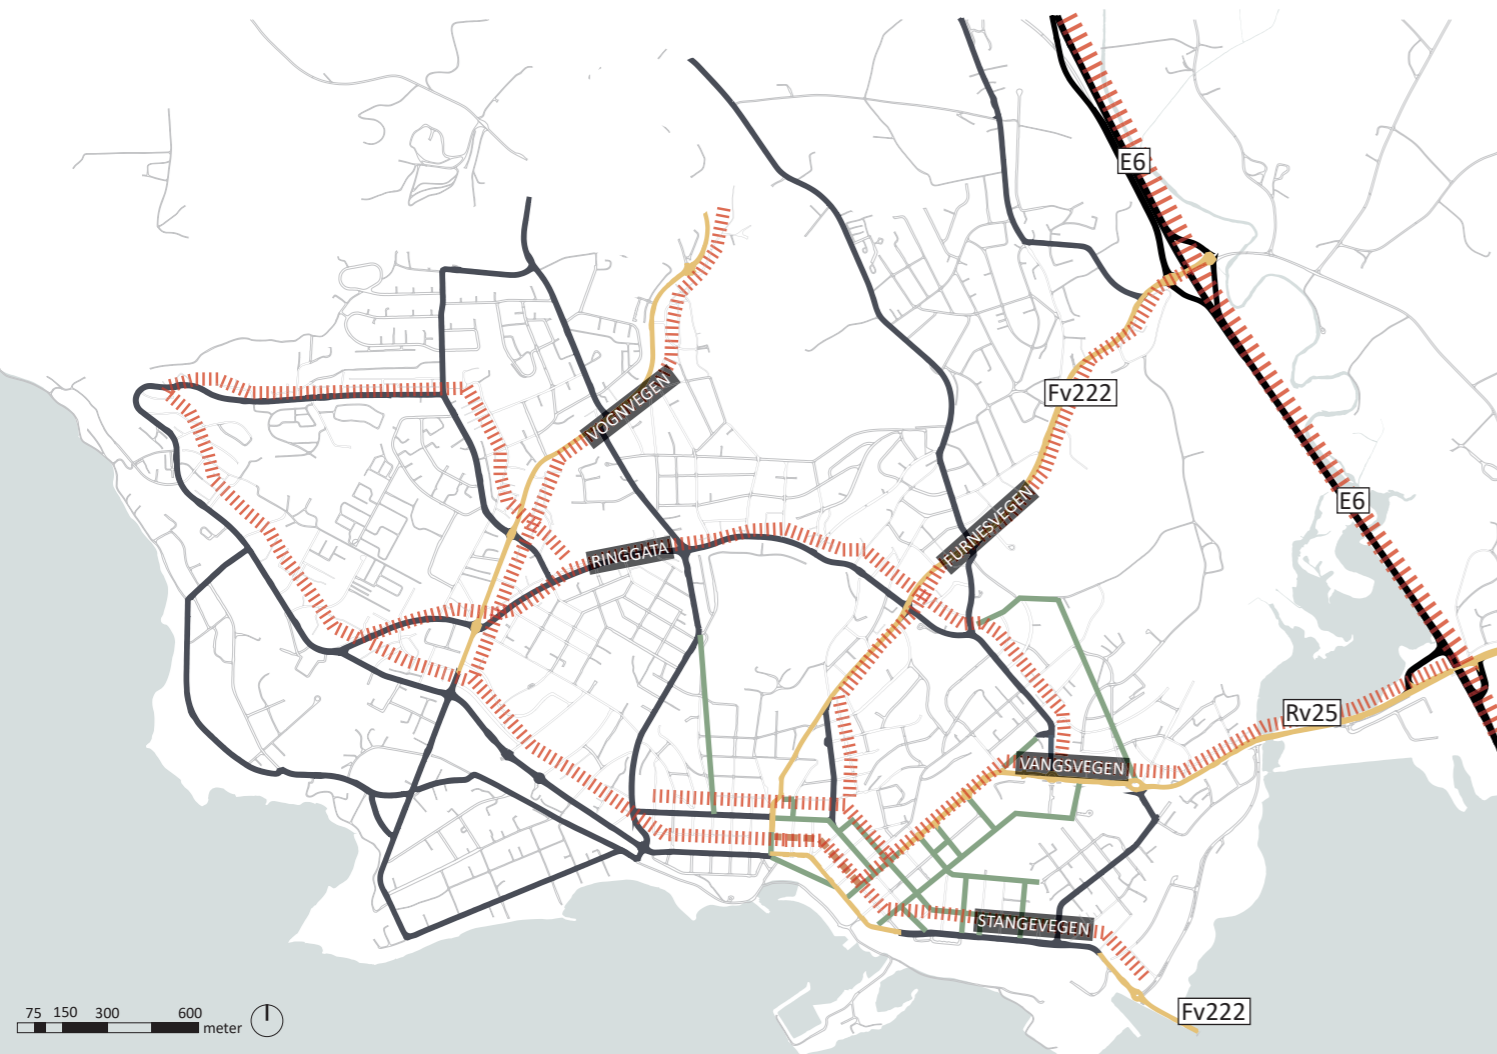 E6
Fv222
VOGNVEGEN
E6
FURNESVEGEN
RINGGATA
Rv25
VANGSVEGEN
STANGEVEGEN
Fv222
75 150 300 600
meter